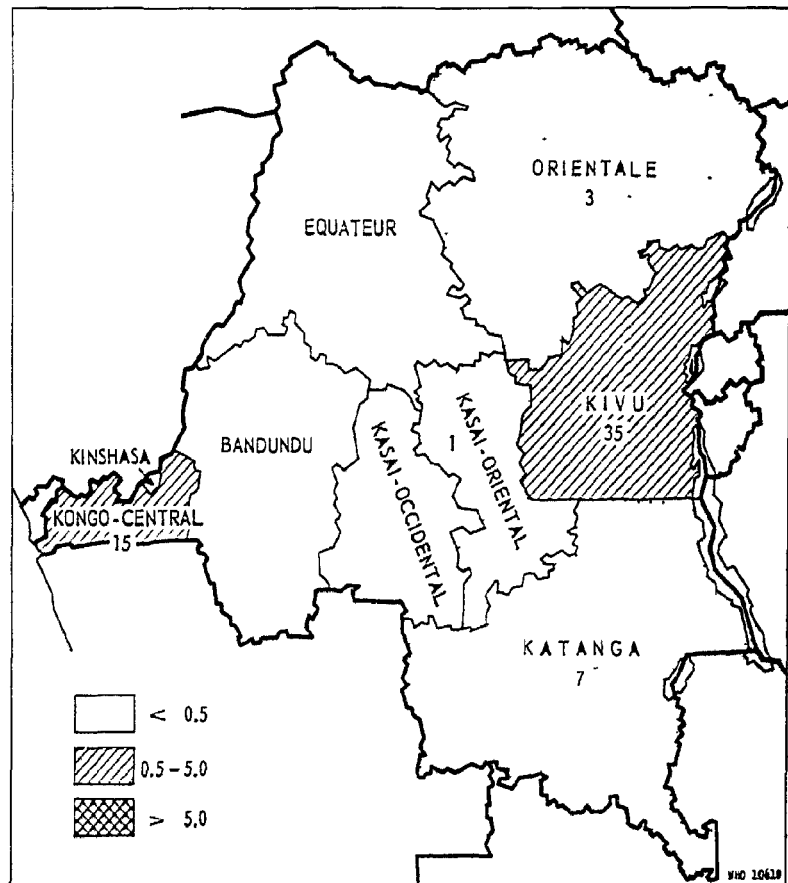 ORIENTALE
3
EQUATEUR
KIVU
35
KASAI-OCCIDENTAL
1
KASAI-ORIENTAL
BANDUNDU
KINSHASA
KONGO-CENTRAL
15
KATANGA
7
< 0.5
0.5-5.0
> 5.0
WHO